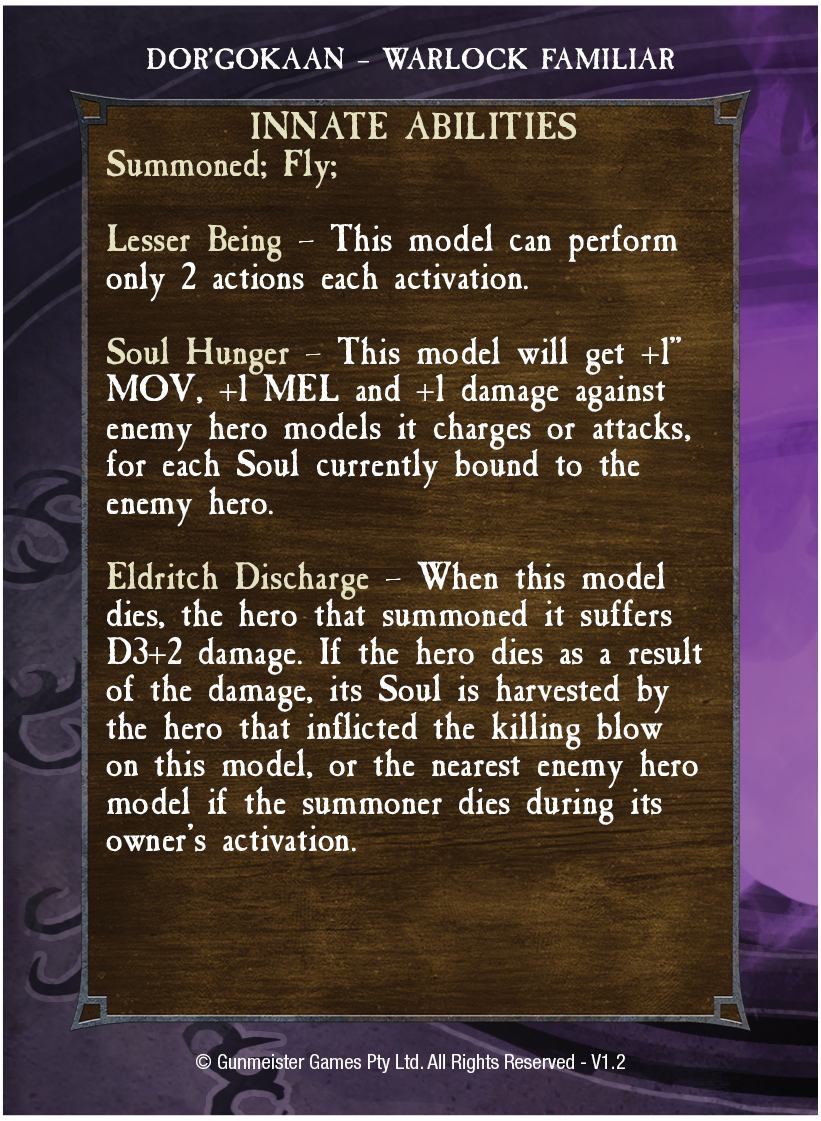 DOR'GOKAAN – WARLOCK FAMILIAR
INNATE ABILITIES
Summoned; Fly;
Lesser Being – This model can perform
only 2 actions each activation.
Soul Hunger – This model will get +1"
MOV, +1 MEL and +1 damage against
enemy hero models it charges or attacks,
for each Soul currently bound to the
enemy hero.
Eldritch Discharge – When this model
dies, the hero that summoned it suffers
D3+2 damage. If the hero dies as a result
of the damage, its Soul is harvested by
the hero that inflicted the killing blow
on this model, or the nearest enemy hero
model if the summoner dies during its
owner's activation.
© Gunmeister Games Pty Ltd. All Rights Reserved - V1.2